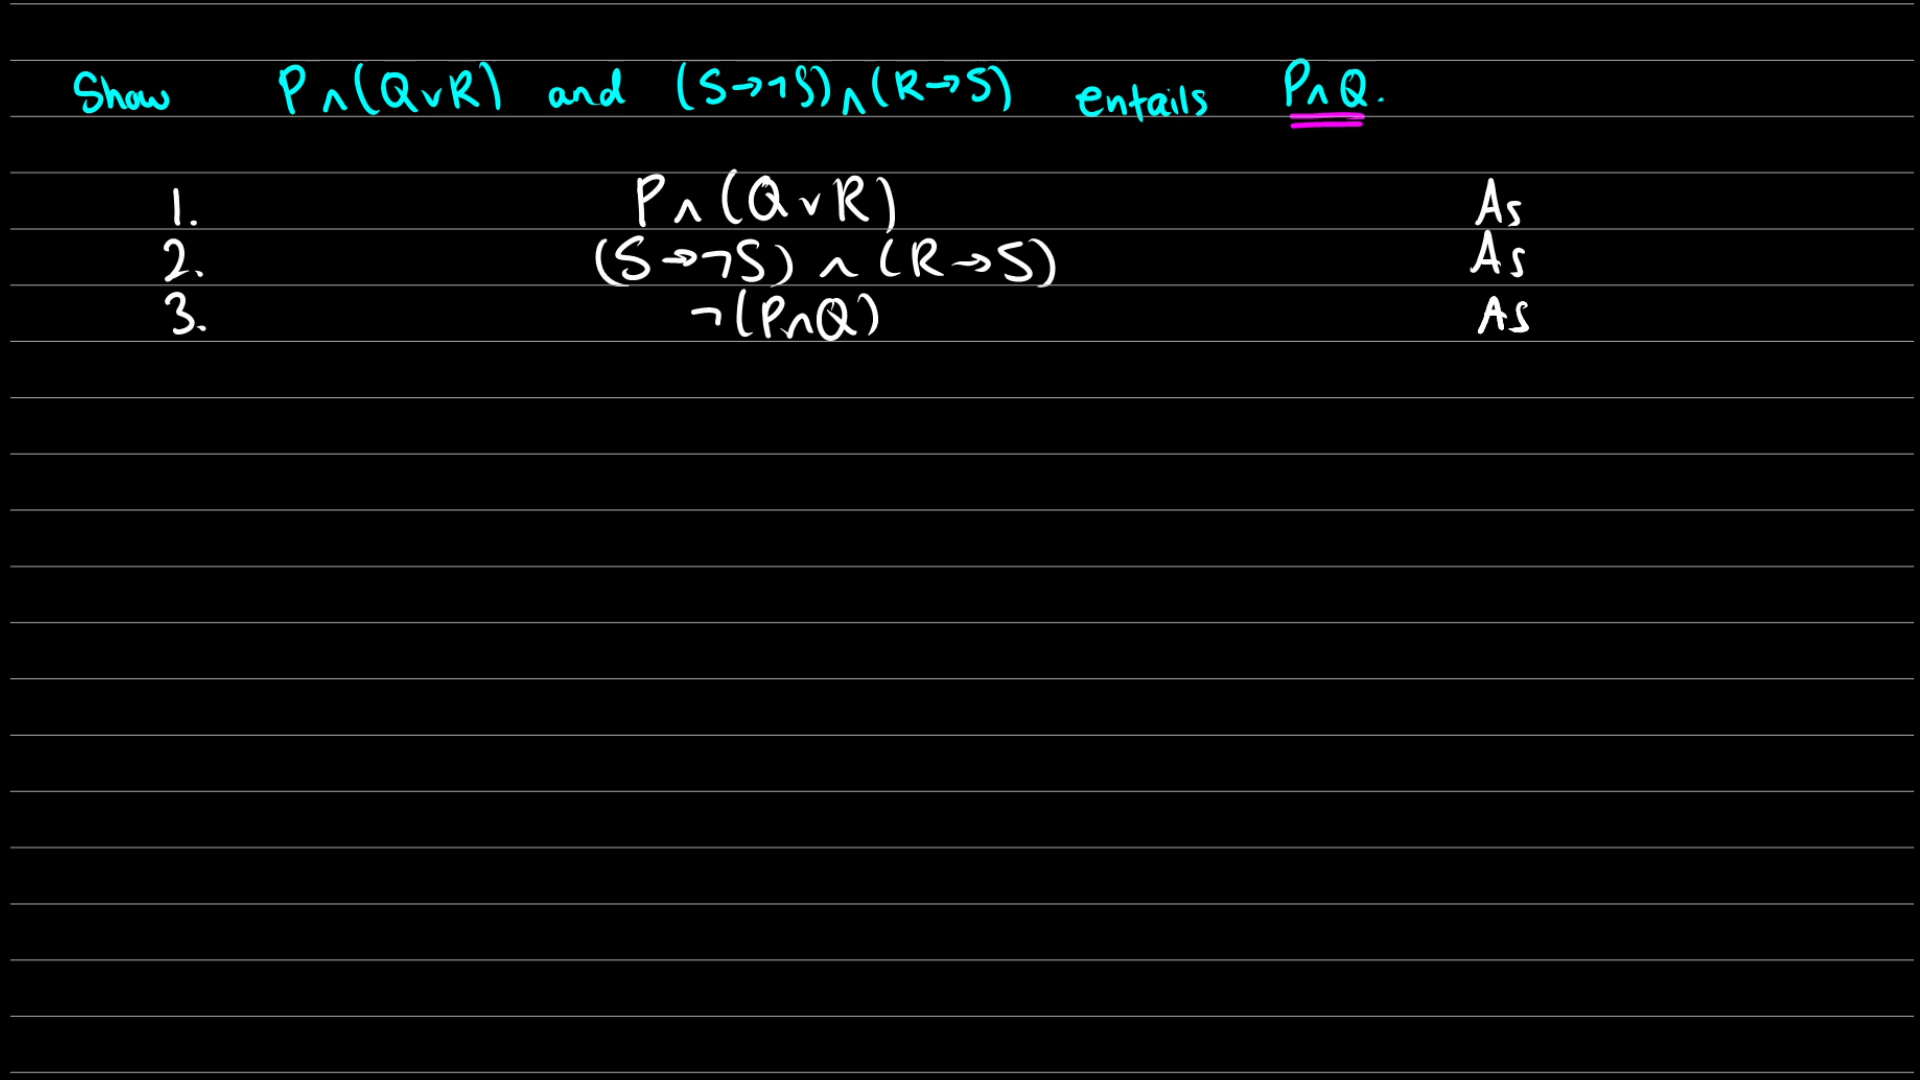 Show P∧(Q∨R) and (S→¬S)∧(R→S) entails P∧Q.
1. P∧(Q∨R) As
2. (S→¬S)∧(R→S) As
3. ¬(P∧Q) As